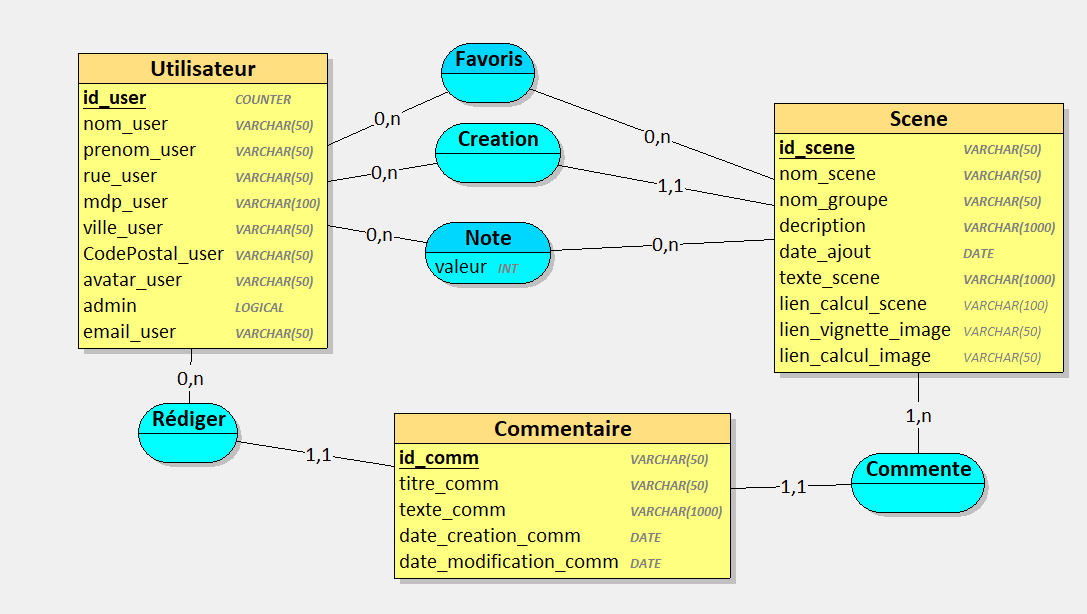 Utilisateur
id_user COUNTER
nom_user VARCHAR(50)
prenom_user VARCHAR(50)
rue_user VARCHAR(50)
mdp_user VARCHAR(100)
ville_user VARCHAR(50)
CodePostal_user VARCHAR(50)
avatar_user VARCHAR(50)
admin LOGICAL
email_user VARCHAR(50)
Favoris
0,n
0,n
Creation
0,n
1,1
Note
valeur INT
0,n
0,n
Scene
id_scene VARCHAR(50)
nom_scene VARCHAR(50)
nom_groupe VARCHAR(50)
decription VARCHAR(1000)
date_ajout DATE
texte_scene VARCHAR(1000)
lien_calcul_scene VARCHAR(100)
lien_vignette_image VARCHAR(50)
lien_calcul_image VARCHAR(50)
0,n
Rédiger
1,1
Commentaire
id_comm VARCHAR(50)
titre_comm VARCHAR(50)
texte_comm VARCHAR(1000)
date_creation_comm DATE
date_modification_comm DATE
1,n
Commente
1,1